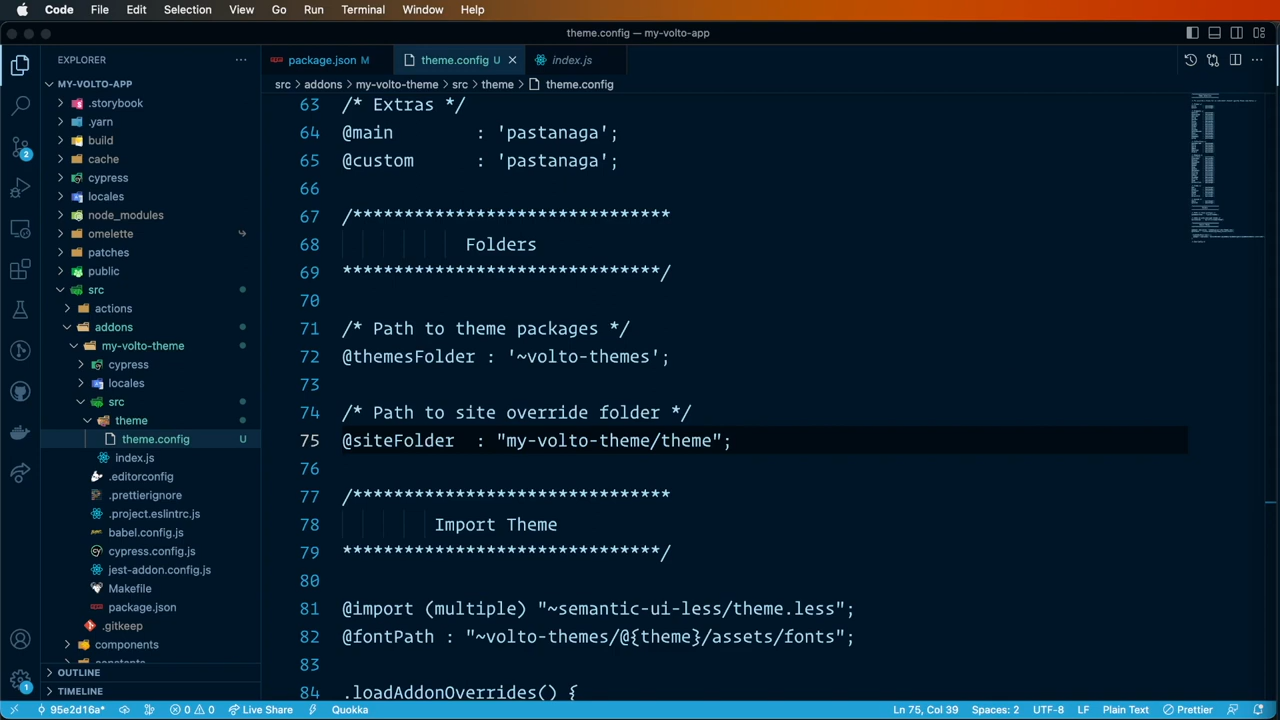 Code File Edit Selection View Go Run Terminal Window Help
theme.config — my-volto-app
EXPLORER
package.json M
theme.config U
index.js
MY-VOLTO-APP
src > addons > my-volto-theme > src > theme > theme.config
.storybook
.yarn
build
cache
cypress
locales
node_modules
omelette
patches
public
src
actions
addons
my-volto-theme
cypress
locales
src
theme
theme.config U
index.js
.editorconfig
.prettierignore
.project.eslintrc.js
babel.config.js
cypress.config.js
jest-addon.config.js
Makefile
package.json
.gitkeep
components
constants
OUTLINE
TIMELINE
2
1
63 /* Extras */
64 @main : 'pastanaga';
65 @custom : 'pastanaga';
66
67 /*******************************
68 Folders
69 *******************************/
70
71 /* Path to theme packages */
72 @themesFolder : '~volto-themes';
73
74 /* Path to site override folder */
75 @siteFolder : "my-volto-theme/theme";
76
77 /*******************************
78 Import Theme
79 *******************************/
80
81 @import (multiple) "~semantic-ui-less/theme.less";
82 @fontPath : "~volto-themes/@{theme}/assets/fonts";
83
84 .loadAddonOverrides() {
95e2d16a* 0 0 Live Share Quokka Ln 75, Col 39 Spaces: 2 UTF-8 LF Plain Text Prettier